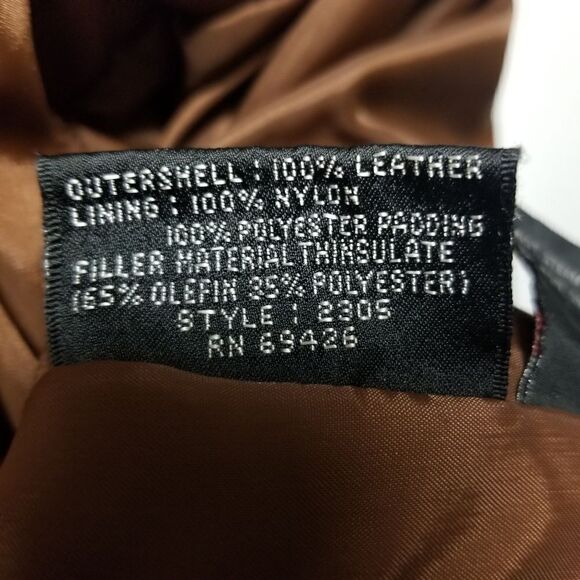 OUTERSHELL : 100% LEATHER
LINING : 100% NYLON
100% POLYESTER PADDING
FILLER MATERIAL THINSULATE
(65% OLEFIN 35% POLYESTER)
STYLE : 2305
RN 69426